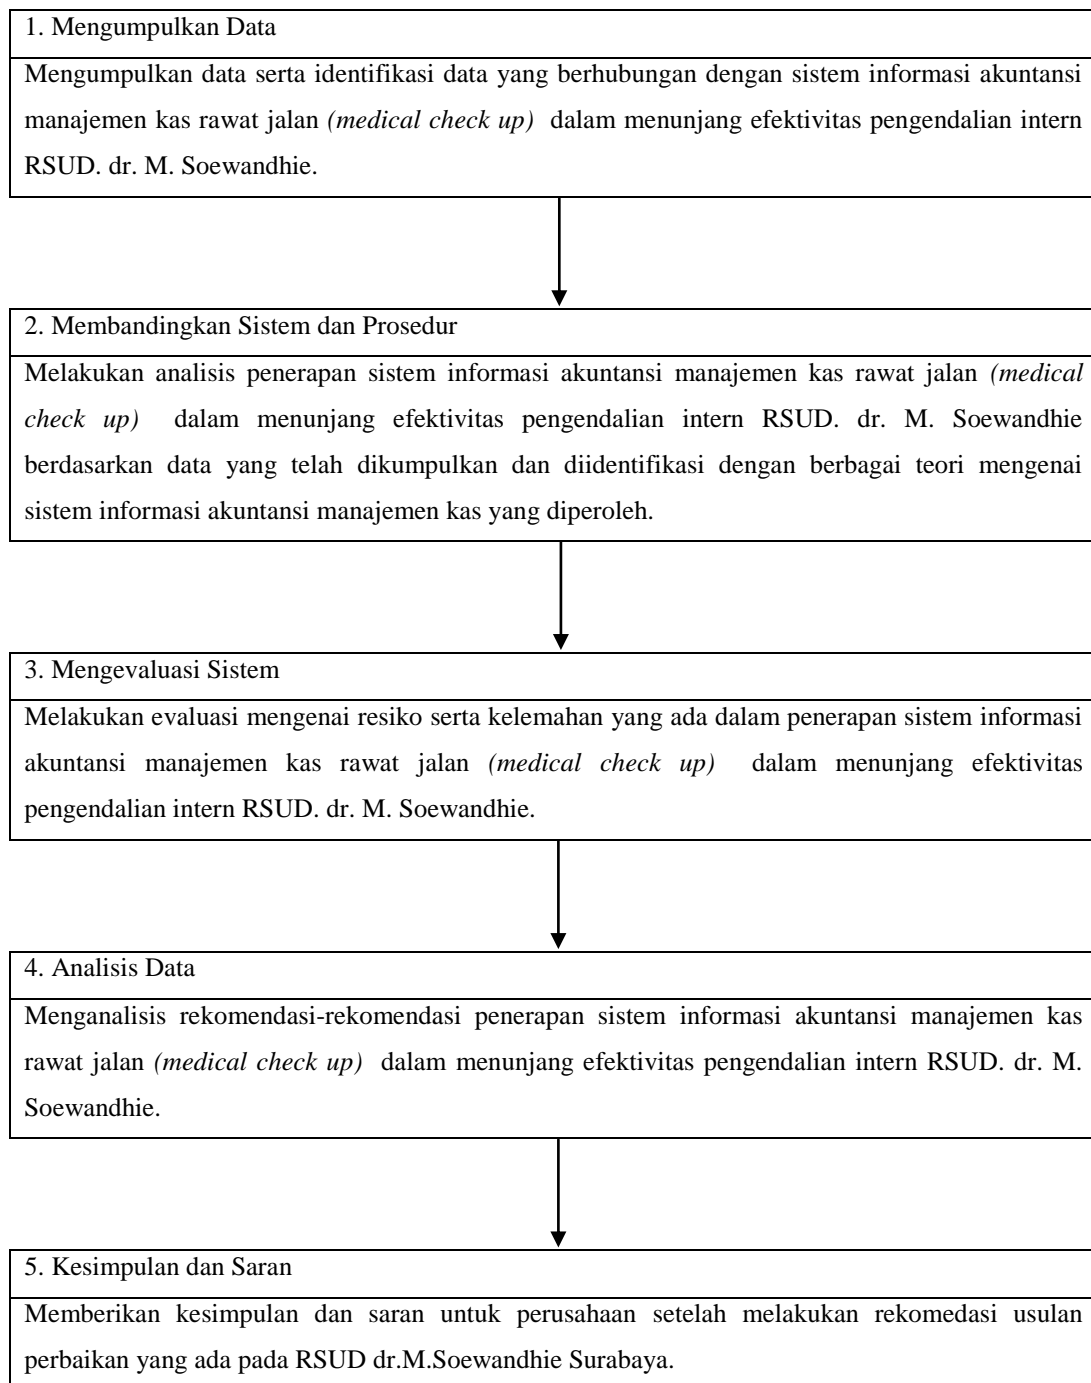 1. Mengumpulkan Data
Mengumpulkan data serta identifikasi data yang berhubungan dengan sistem informasi akuntansi
manajemen kas rawat jalan (medical check up) dalam menunjang efektivitas pengendalian intern
RSUD. dr. M. Soewandhie.
2. Membandingkan Sistem dan Prosedur
Melakukan analisis penerapan sistem informasi akuntansi manajemen kas rawat jalan (medical
check up) dalam menunjang efektivitas pengendalian intern RSUD. dr. M. Soewandhie
berdasarkan data yang telah dikumpulkan dan diidentifikasi dengan berbagai teori mengenai
sistem informasi akuntansi manajemen kas yang diperoleh.
3. Mengevaluasi Sistem
Melakukan evaluasi mengenai resiko serta kelemahan yang ada dalam penerapan sistem informasi
akuntansi manajemen kas rawat jalan (medical check up) dalam menunjang efektivitas
pengendalian intern RSUD. dr. M. Soewandhie.
4. Analisis Data
Menganalisis rekomendasi-rekomendasi penerapan sistem informasi akuntansi manajemen kas
rawat jalan (medical check up) dalam menunjang efektivitas pengendalian intern RSUD. dr. M.
Soewandhie.
5. Kesimpulan dan Saran
Memberikan kesimpulan dan saran untuk perusahaan setelah melakukan rekomedasi usulan
perbaikan yang ada pada RSUD dr.M.Soewandhie Surabaya.